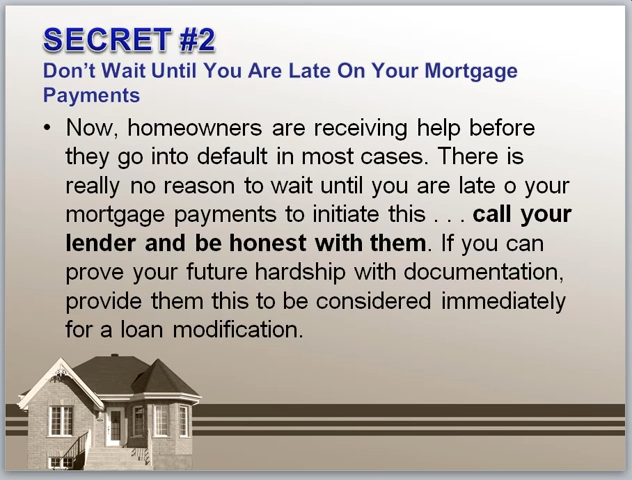 SECRET #2
Don't Wait Until You Are Late On Your Mortgage
Payments
• Now, homeowners are receiving help before
they go into default in most cases. There is
really no reason to wait until you are late o your
mortgage payments to initiate this . . . call your
lender and be honest with them. If you can
prove your future hardship with documentation,
provide them this to be considered immediately
for a loan modification.